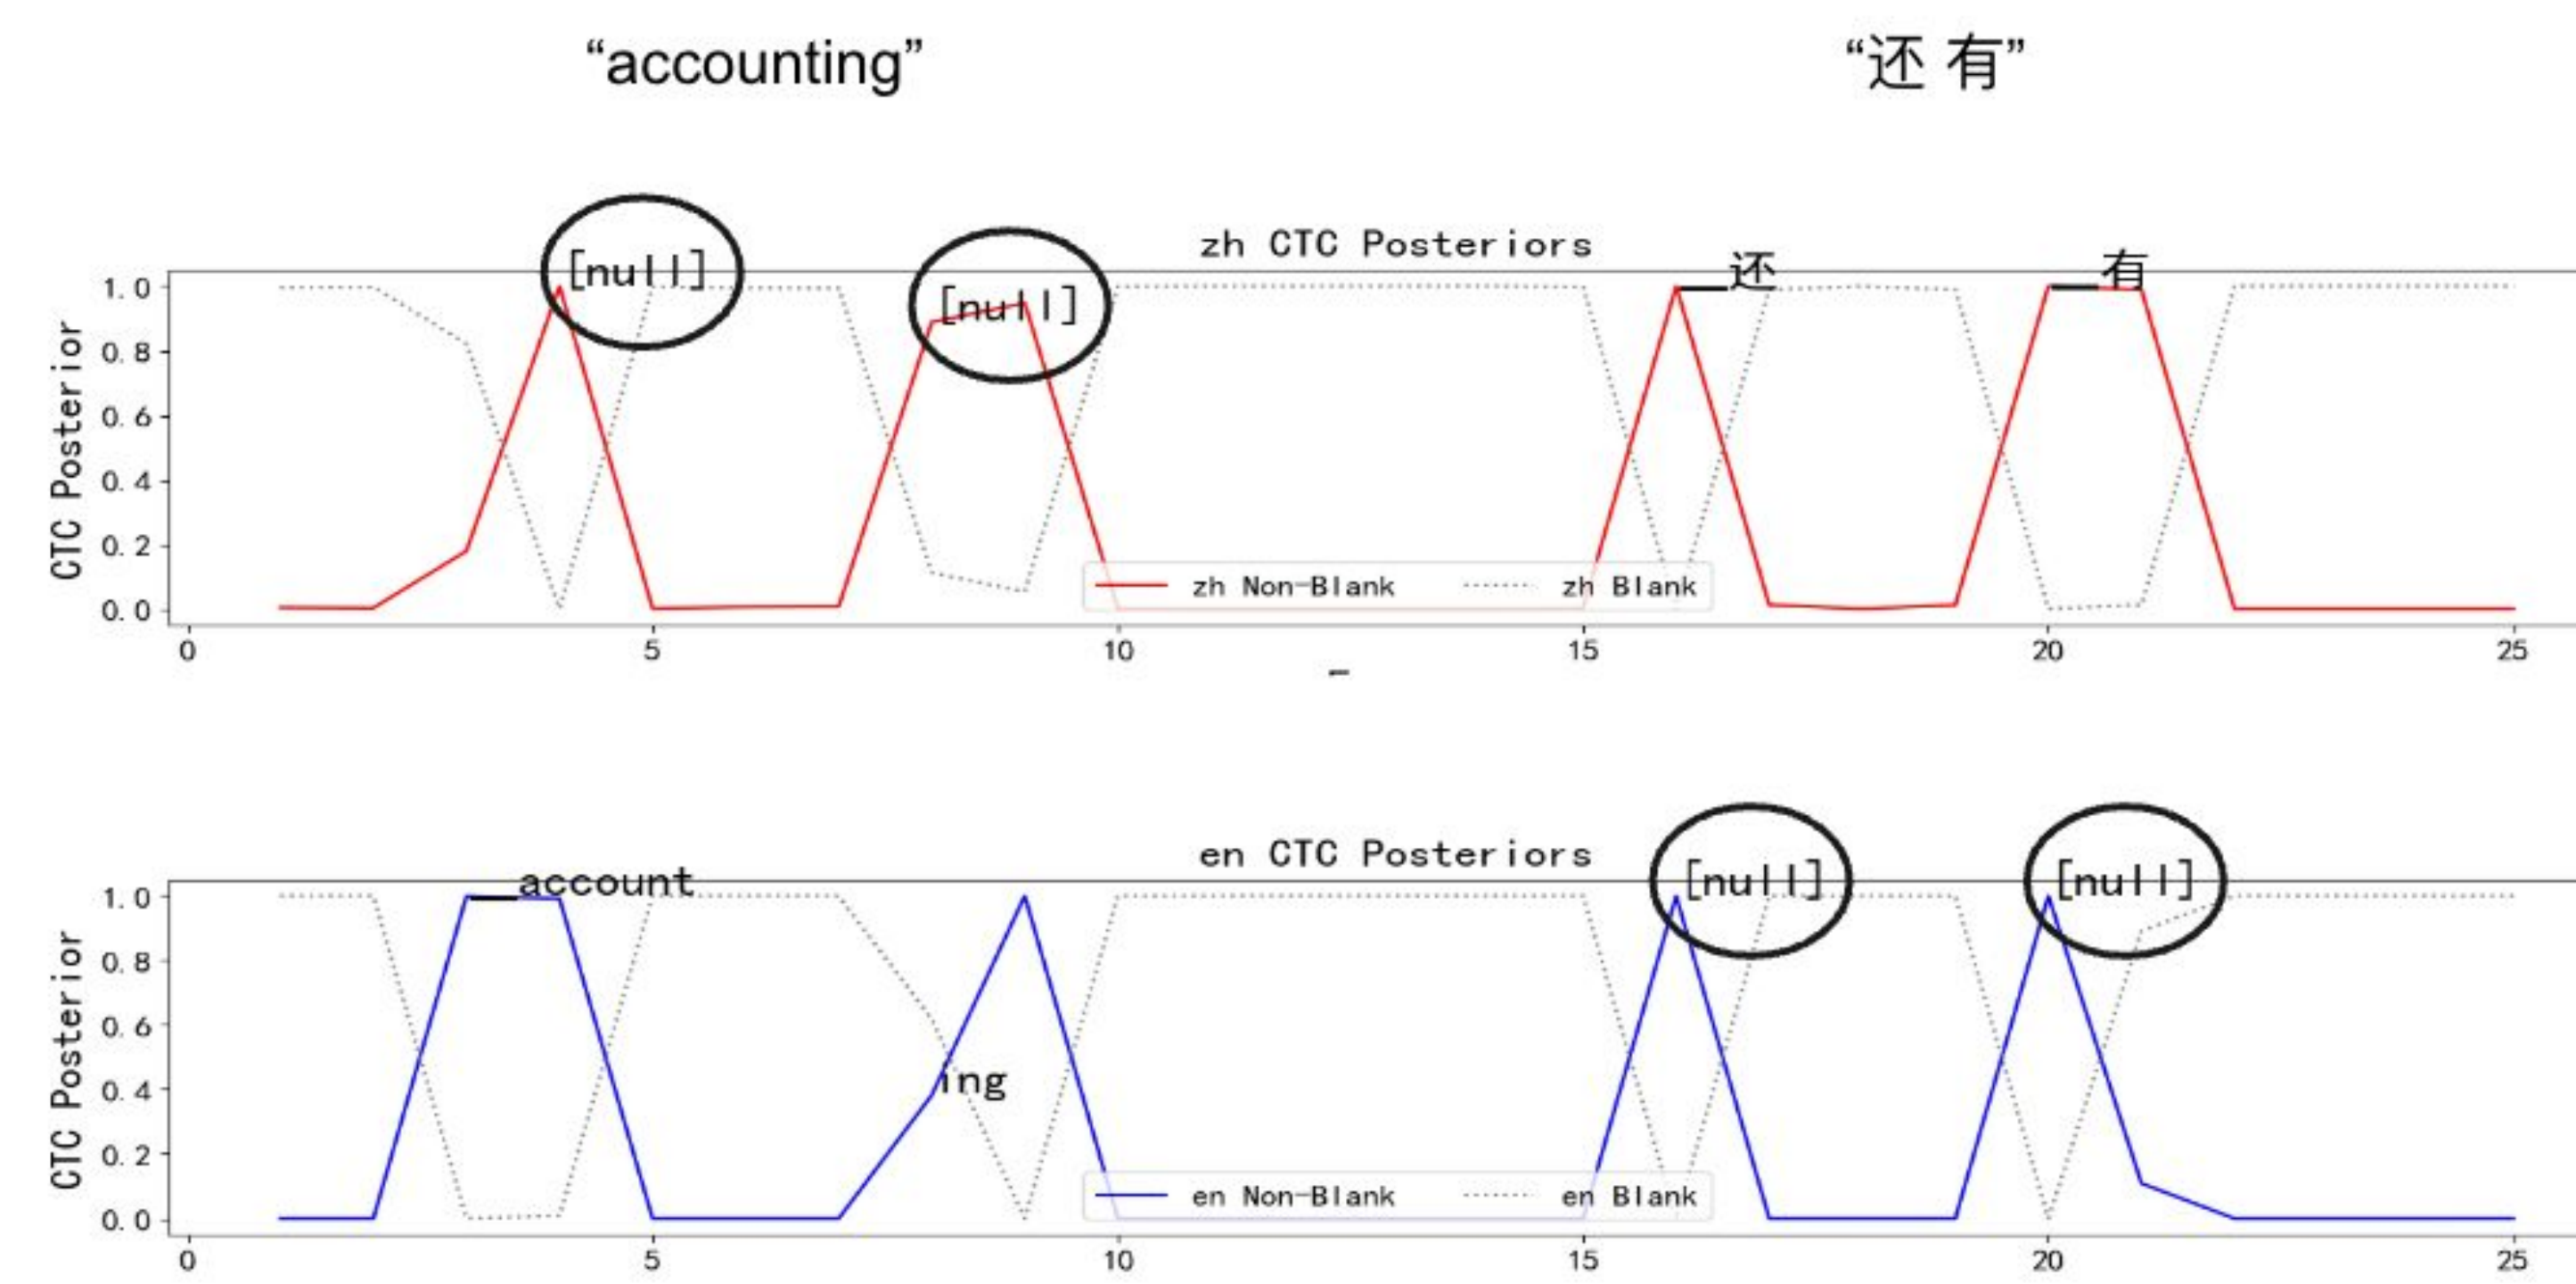 “accounting” “还 有”
zh CTC Posteriors
[null] [null] 还 有
CTC Posterior
1.0
0.8
0.6
0.4
0.2
0.0
zh Non-Blank zh Blank
0 5 10 15 20 25
en CTC Posteriors
account ing [null] [null]
CTC Posterior
1.0
0.8
0.6
0.4
0.2
0.0
en Non-Blank en Blank
0 5 10 15 20 25